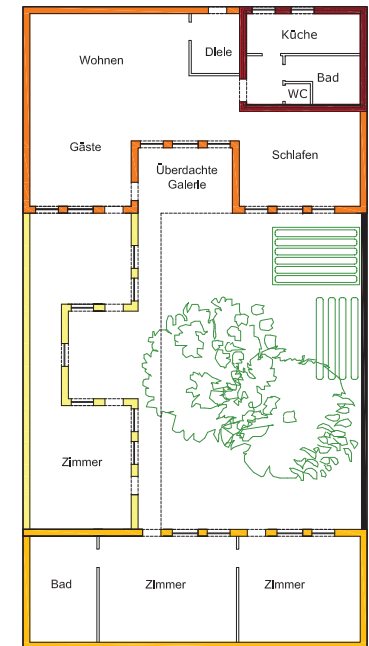 Küche
Wohnen
Diele
Bad
WC
Gäste
Schlafen
Überdachte
Galerie
Zimmer
Bad
Zimmer
Zimmer